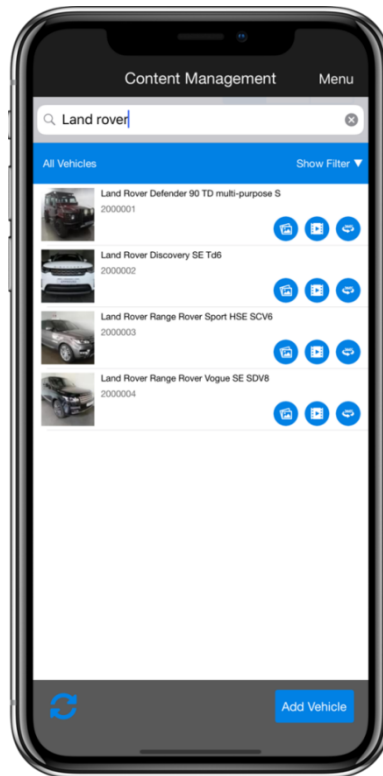 Content Management
Menu
Land rover
All Vehicles
Show Filter ▼
Land Rover Defender 90 TD multi-purpose S
2000001
Land Rover Discovery SE Td6
2000002
Land Rover Range Rover Sport HSE SCV6
2000003
Land Rover Range Rover Vogue SE SDV8
2000004
Add Vehicle